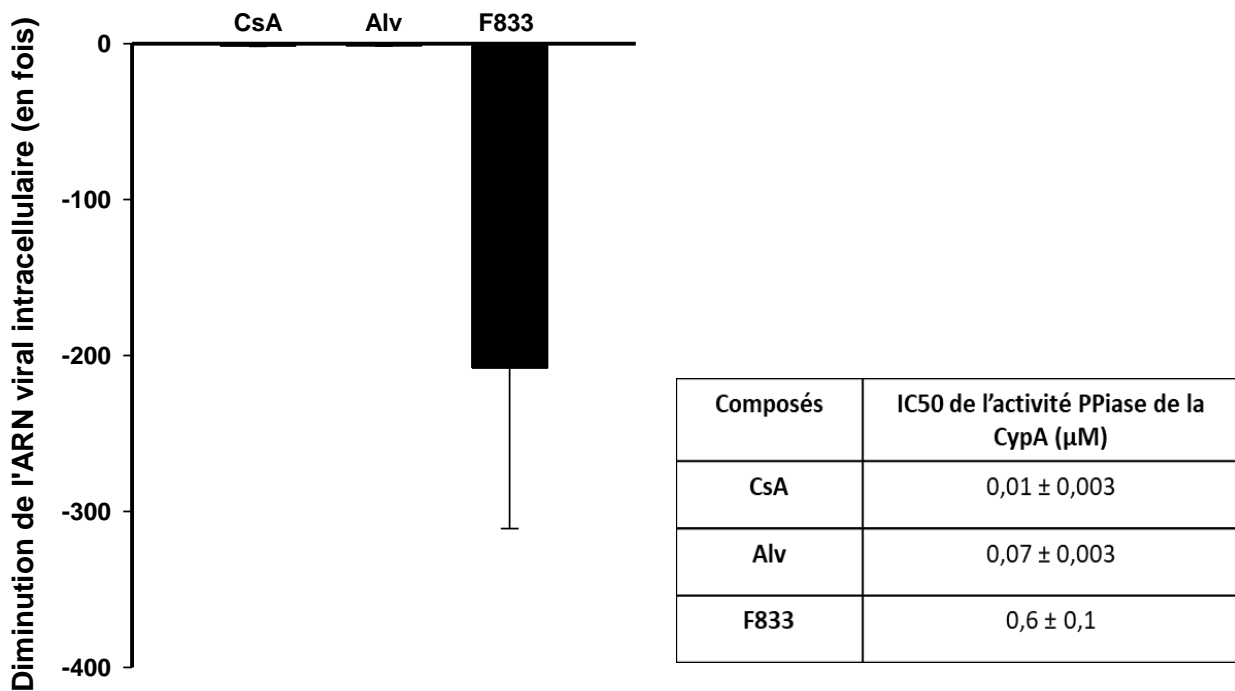 Diminution de l'ARN viral intracellulaire (en fois)
CsA Alv F833
0
-100
-200
-300
-400
Composés IC50 de l'activité PPiase de la
CypA (µM)
CsA 0,01 ± 0,003
Alv 0,07 ± 0,003
F833 0,6 ± 0,1